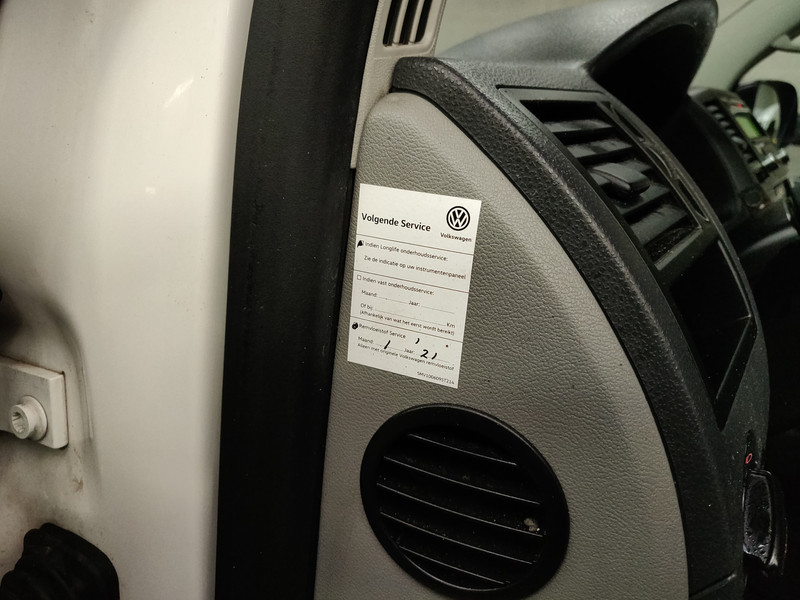 Volgende Service
Volkswagen
Indien Longlife onderhoudsservice:
Zie de indicatie op uw instrumentenpaneel
Indien vast onderhoudsservice:
Maand: Jaar:
Of bij Km
(Afhankelijk van wat het eerst wordt bereikt)
Remvloeistof Service
Maand: 1 Jaar: 21
Alleen met originele Volkswagen remvloeistof